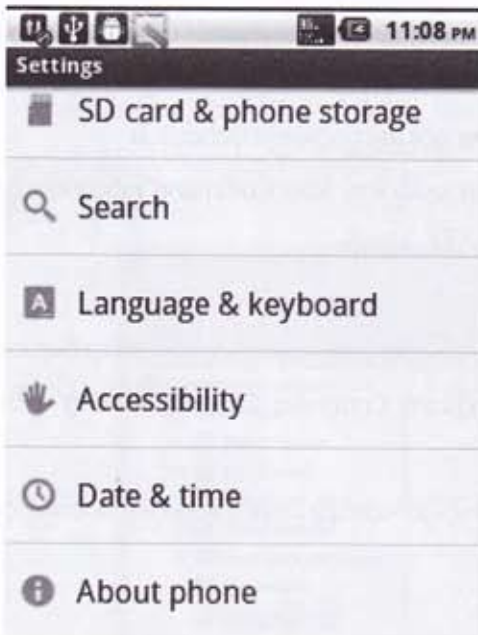 11:08 PM
Settings
SD card & phone storage
Search
Language & keyboard
Accessibility
Date & time
About phone